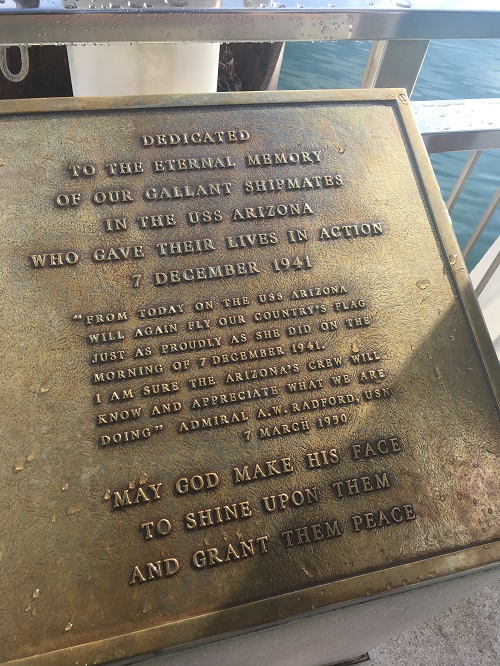 DEDICATED
TO THE ETERNAL MEMORY
OF OUR GALLANT SHIPMATES
IN THE USS ARIZONA
WHO GAVE THEIR LIVES IN ACTION
7 DECEMBER 1941
"FROM TODAY ON THE USS ARIZONA
WILL AGAIN FLY OUR COUNTRY'S FLAG
JUST AS PROUDLY AS SHE DID ON THE
MORNING OF 7 DECEMBER 1941.
I AM SURE THE ARIZONA'S CREW WILL
KNOW AND APPRECIATE WHAT WE ARE
DOING" ADMIRAL A.W. RADFORD, USN
7 MARCH 1950
MAY GOD MAKE HIS FACE
TO SHINE UPON THEM
AND GRANT THEM PEACE